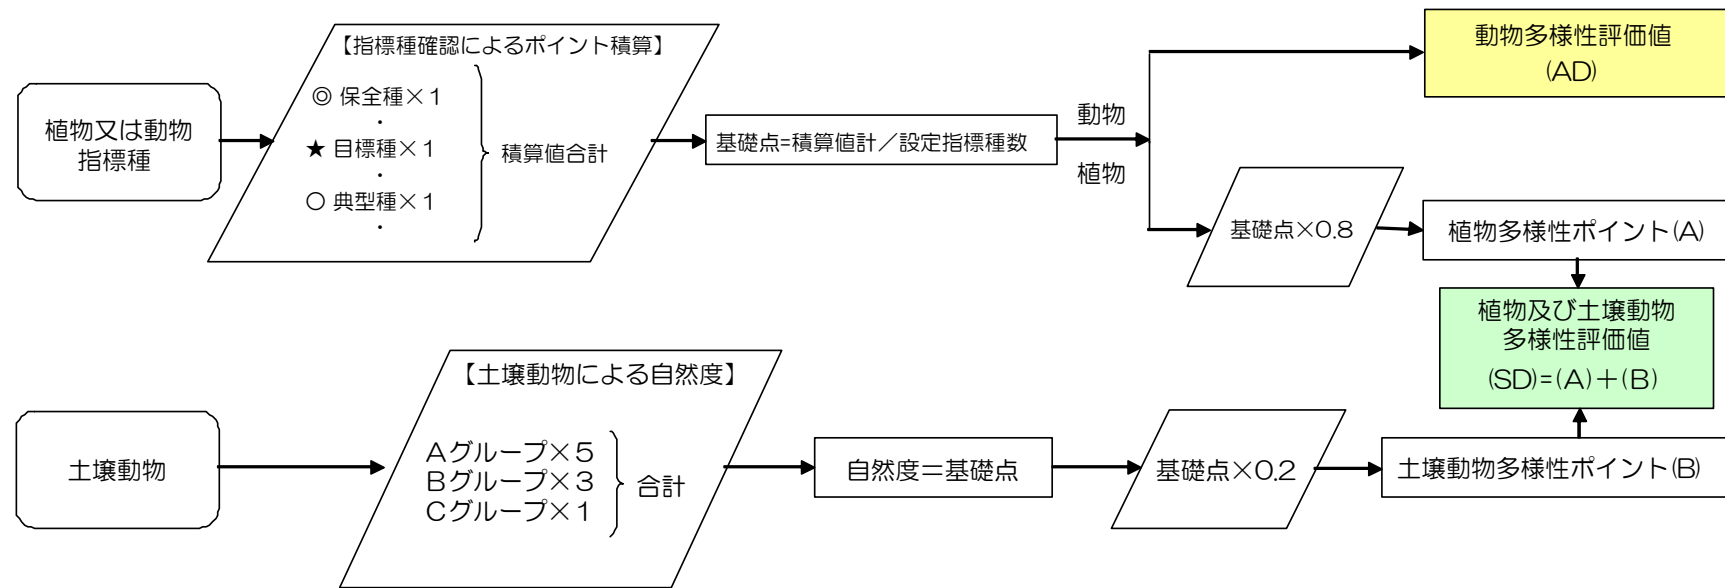 植物又は動物
指標種
【指標種確認によるポイント積算】
◎ 保全種×1
・
★ 目標種×1
・
○ 典型種×1
・
積算値合計
基礎点=積算値計／設定指標種数
動物
植物
動物多様性評価値
(AD)
基礎点×0.8
植物多様性ポイント(A)
植物及び土壌動物
多様性評価値
(SD)=(A)＋(B)
土壌動物
【土壌動物による自然度】
Aグループ×5
Bグループ×3
Cグループ×1
合計
自然度＝基礎点
基礎点×0.2
土壌動物多様性ポイント(B)